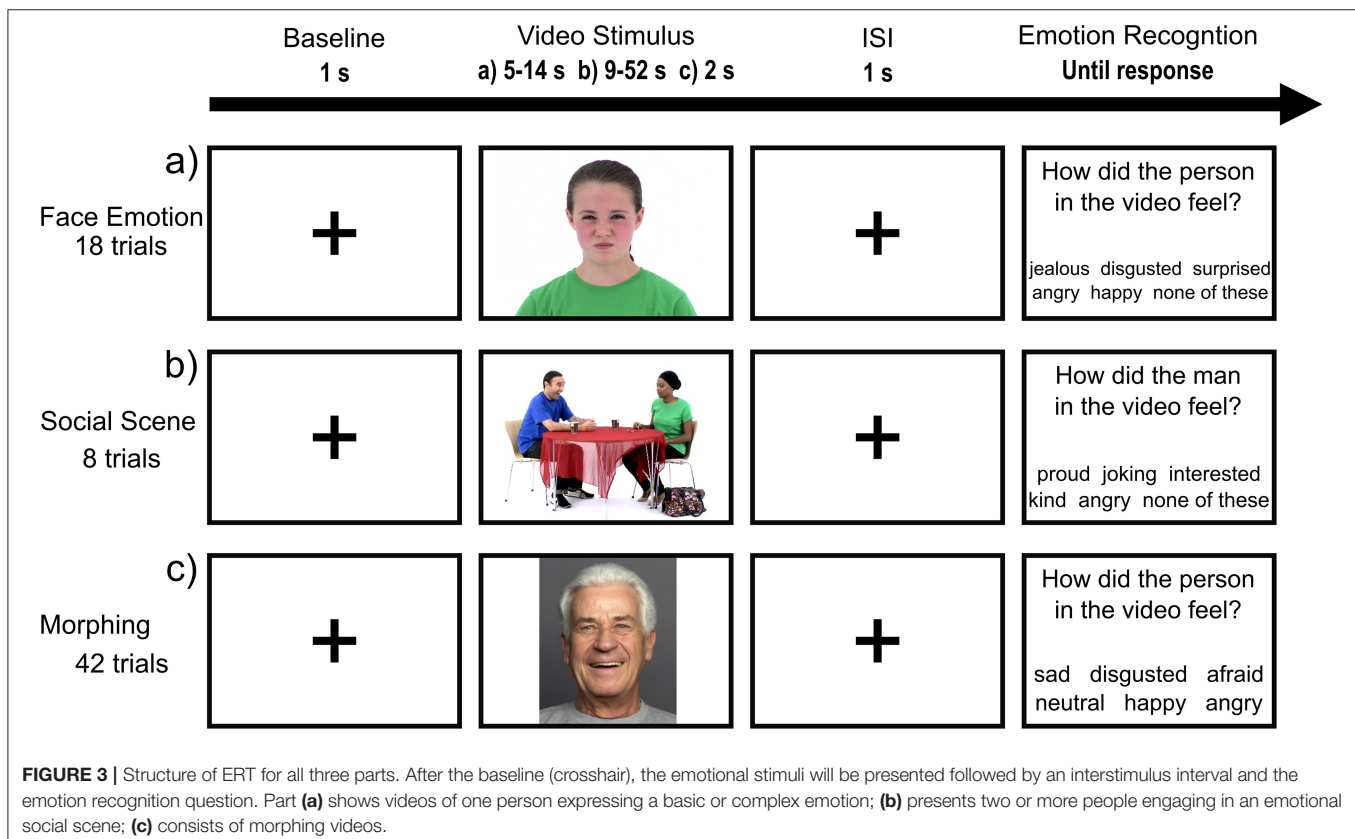 Baseline
1 s
Video Stimulus
a) 5-14 s b) 9-52 s c) 2 s
ISI
1 s
Emotion Recogntion
Until response
a)
Face Emotion
18 trials
How did the person
in the video feel?
jealous disgusted surprised
angry happy none of these
b)
Social Scene
8 trials
How did the man
in the video feel?
proud joking interested
kind angry none of these
c)
Morphing
42 trials
How did the person
in the video feel?
sad disgusted afraid
neutral happy angry
FIGURE 3 | Structure of ERT for all three parts. After the baseline (crosshair), the emotional stimuli will be presented followed by an interstimulus interval and the
emotion recognition question. Part (a) shows videos of one person expressing a basic or complex emotion; (b) presents two or more people engaging in an emotional
social scene; (c) consists of morphing videos.